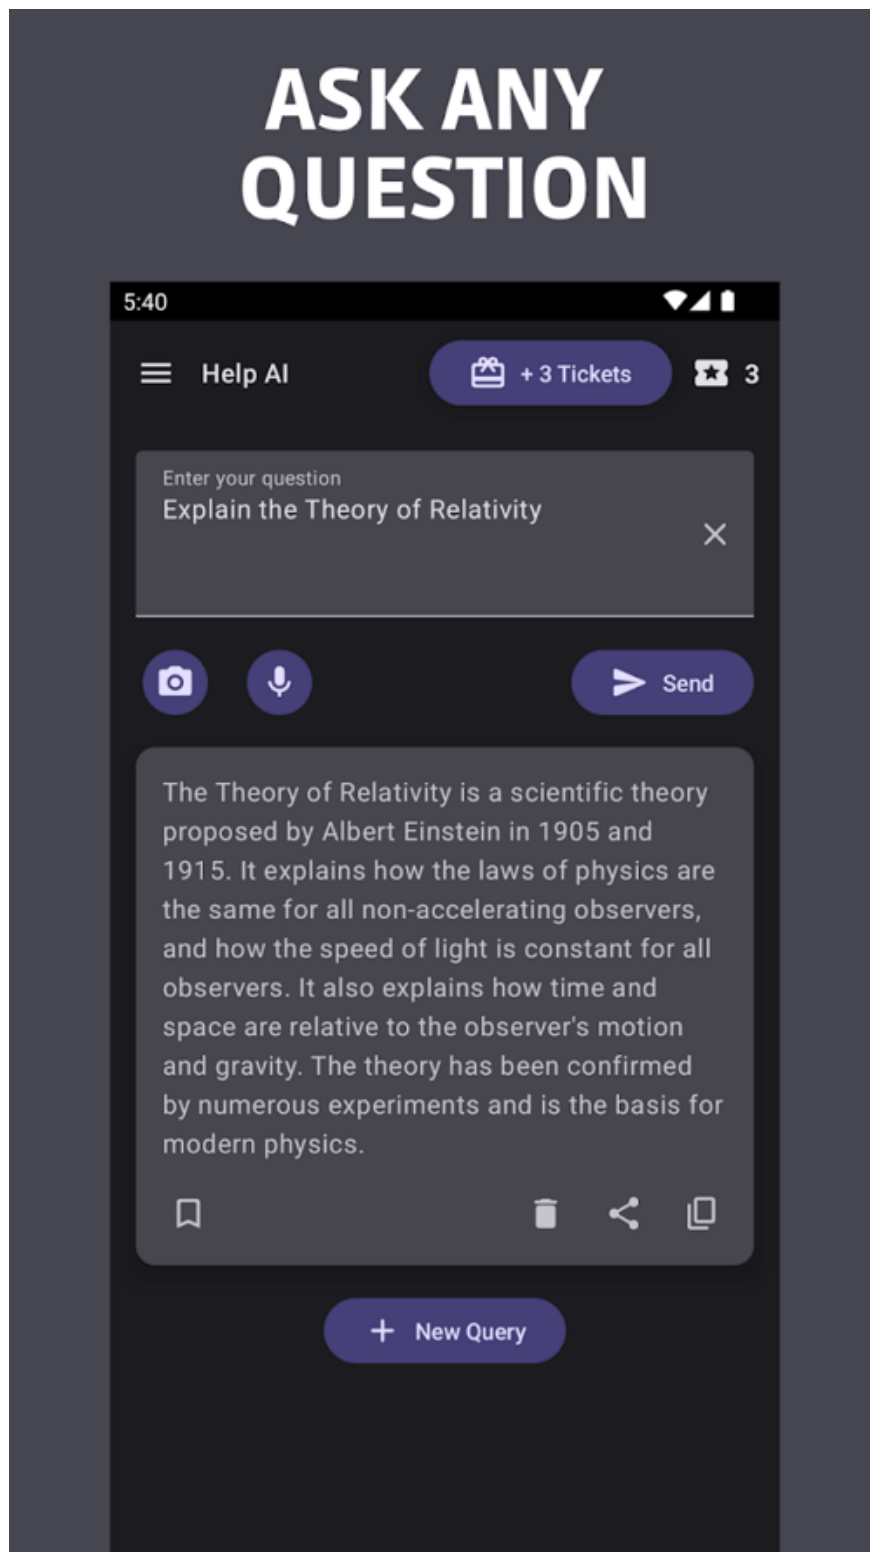 ASK ANY
QUESTION
5:40
Help AI
+ 3 Tickets
3
Enter your question
Explain the Theory of Relativity
Send
The Theory of Relativity is a scientific theory
proposed by Albert Einstein in 1905 and
1915. It explains how the laws of physics are
the same for all non-accelerating observers,
and how the speed of light is constant for all
observers. It also explains how time and
space are relative to the observer's motion
and gravity. The theory has been confirmed
by numerous experiments and is the basis for
modern physics.
+ New Query